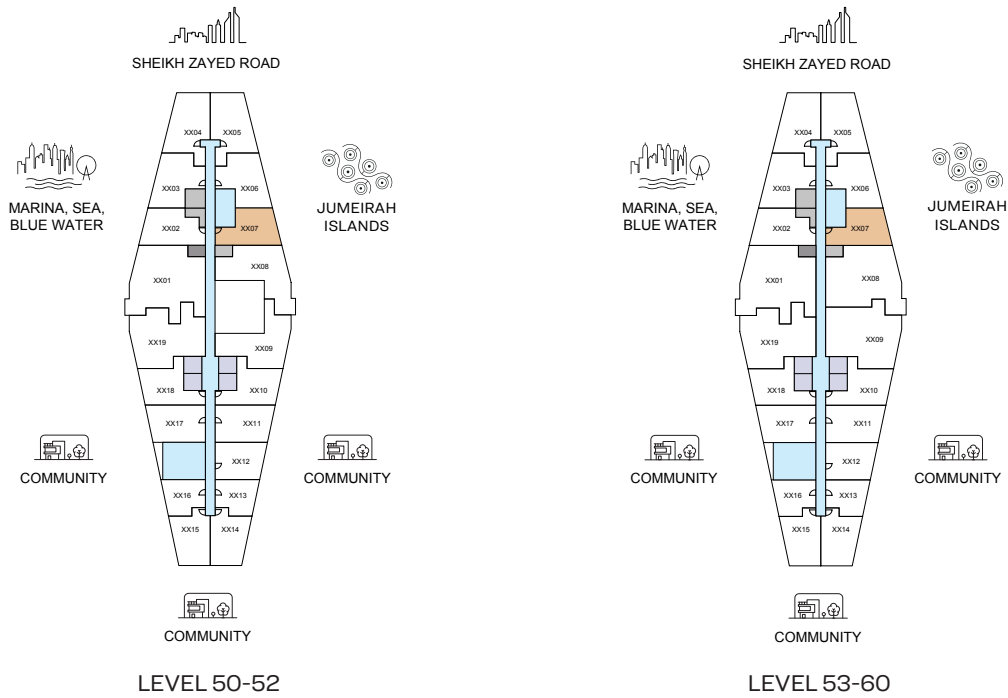 SHEIKH ZAYED ROAD
XX04 XX05
MARINA, SEA,
BLUE WATER
XX03 XX06
JUMEIRAH
ISLANDS
XX02 XX07
XX01 XX08
XX19 XX09
XX18 XX10
XX17 XX11
COMMUNITY
XX12
COMMUNITY
XX16 XX13
XX15 XX14
COMMUNITY
LEVEL 50-52
SHEIKH ZAYED ROAD
XX04 XX05
MARINA, SEA,
BLUE WATER
XX03 XX06
JUMEIRAH
ISLANDS
XX02 XX07
XX01 XX08
XX19 XX09
XX18 XX10
XX17 XX11
COMMUNITY
XX12
COMMUNITY
XX16 XX13
XX15 XX14
COMMUNITY
LEVEL 53-60